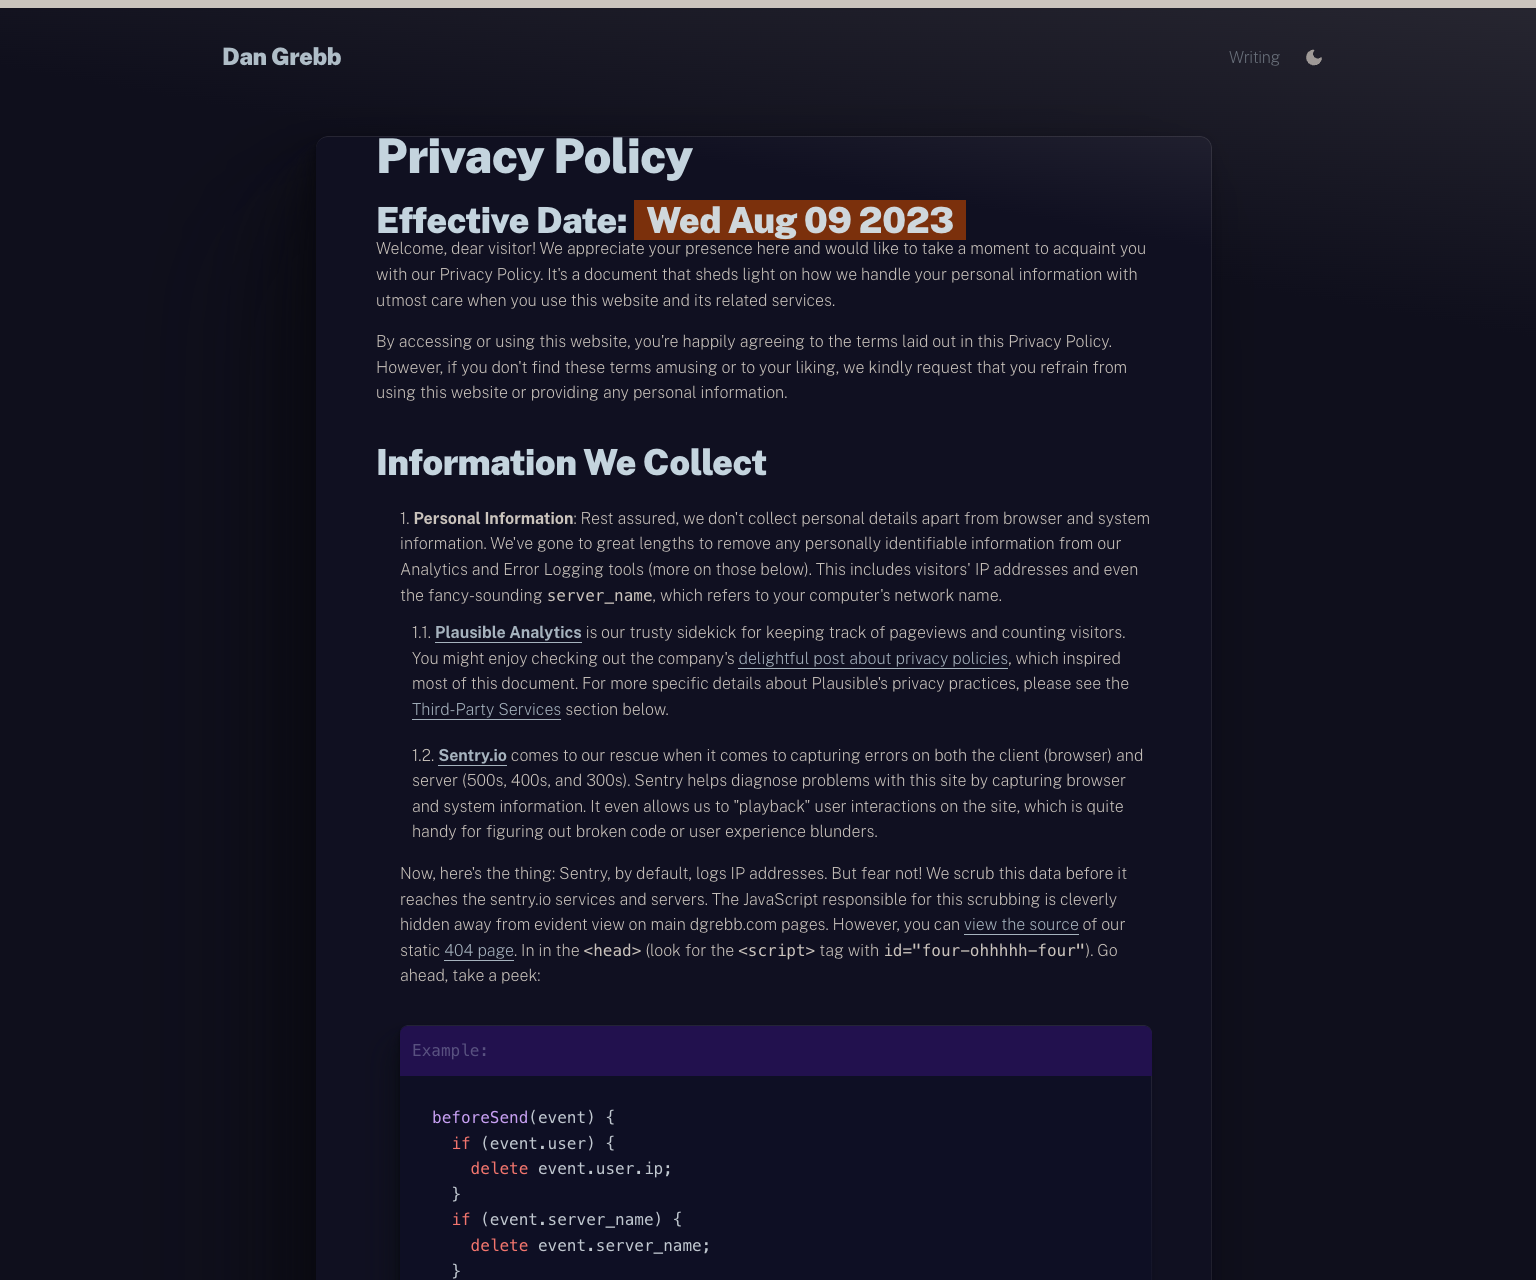 Dan Grebb
Writing
Privacy Policy
Effective Date: Wed Aug 09 2023
Welcome, dear visitor! We appreciate your presence here and would like to take a moment to acquaint you
with our Privacy Policy. It's a document that sheds light on how we handle your personal information with
utmost care when you use this website and its related services.
By accessing or using this website, you're happily agreeing to the terms laid out in this Privacy Policy.
However, if you don't find these terms amusing or to your liking, we kindly request that you refrain from
using this website or providing any personal information.
Information We Collect
1. Personal Information: Rest assured, we don't collect personal details apart from browser and system
information. We've gone to great lengths to remove any personally identifiable information from our
Analytics and Error Logging tools (more on those below). This includes visitors' IP addresses and even
the fancy-sounding server_name, which refers to your computer's network name.
1.1. Plausible Analytics is our trusty sidekick for keeping track of pageviews and counting visitors.
You might enjoy checking out the company's delightful post about privacy policies, which inspired
most of this document. For more specific details about Plausible's privacy practices, please see the
Third-Party Services section below.
1.2. Sentry.io comes to our rescue when it comes to capturing errors on both the client (browser) and
server (500s, 400s, and 300s). Sentry helps diagnose problems with this site by capturing browser
and system information. It even allows us to "playback" user interactions on the site, which is quite
handy for figuring out broken code or user experience blunders.
Now, here's the thing: Sentry, by default, logs IP addresses. But fear not! We scrub this data before it
reaches the sentry.io services and servers. The JavaScript responsible for this scrubbing is cleverly
hidden away from evident view on main dgrebb.com pages. However, you can view the source of our
static 404 page. In in the <head> (look for the <script> tag with id="four-ohhhhh-four"). Go
ahead, take a peek:
Example:
beforeSend(event) {
if (event.user) {
delete event.user.ip;
}
if (event.server_name) {
delete event.server_name;
}